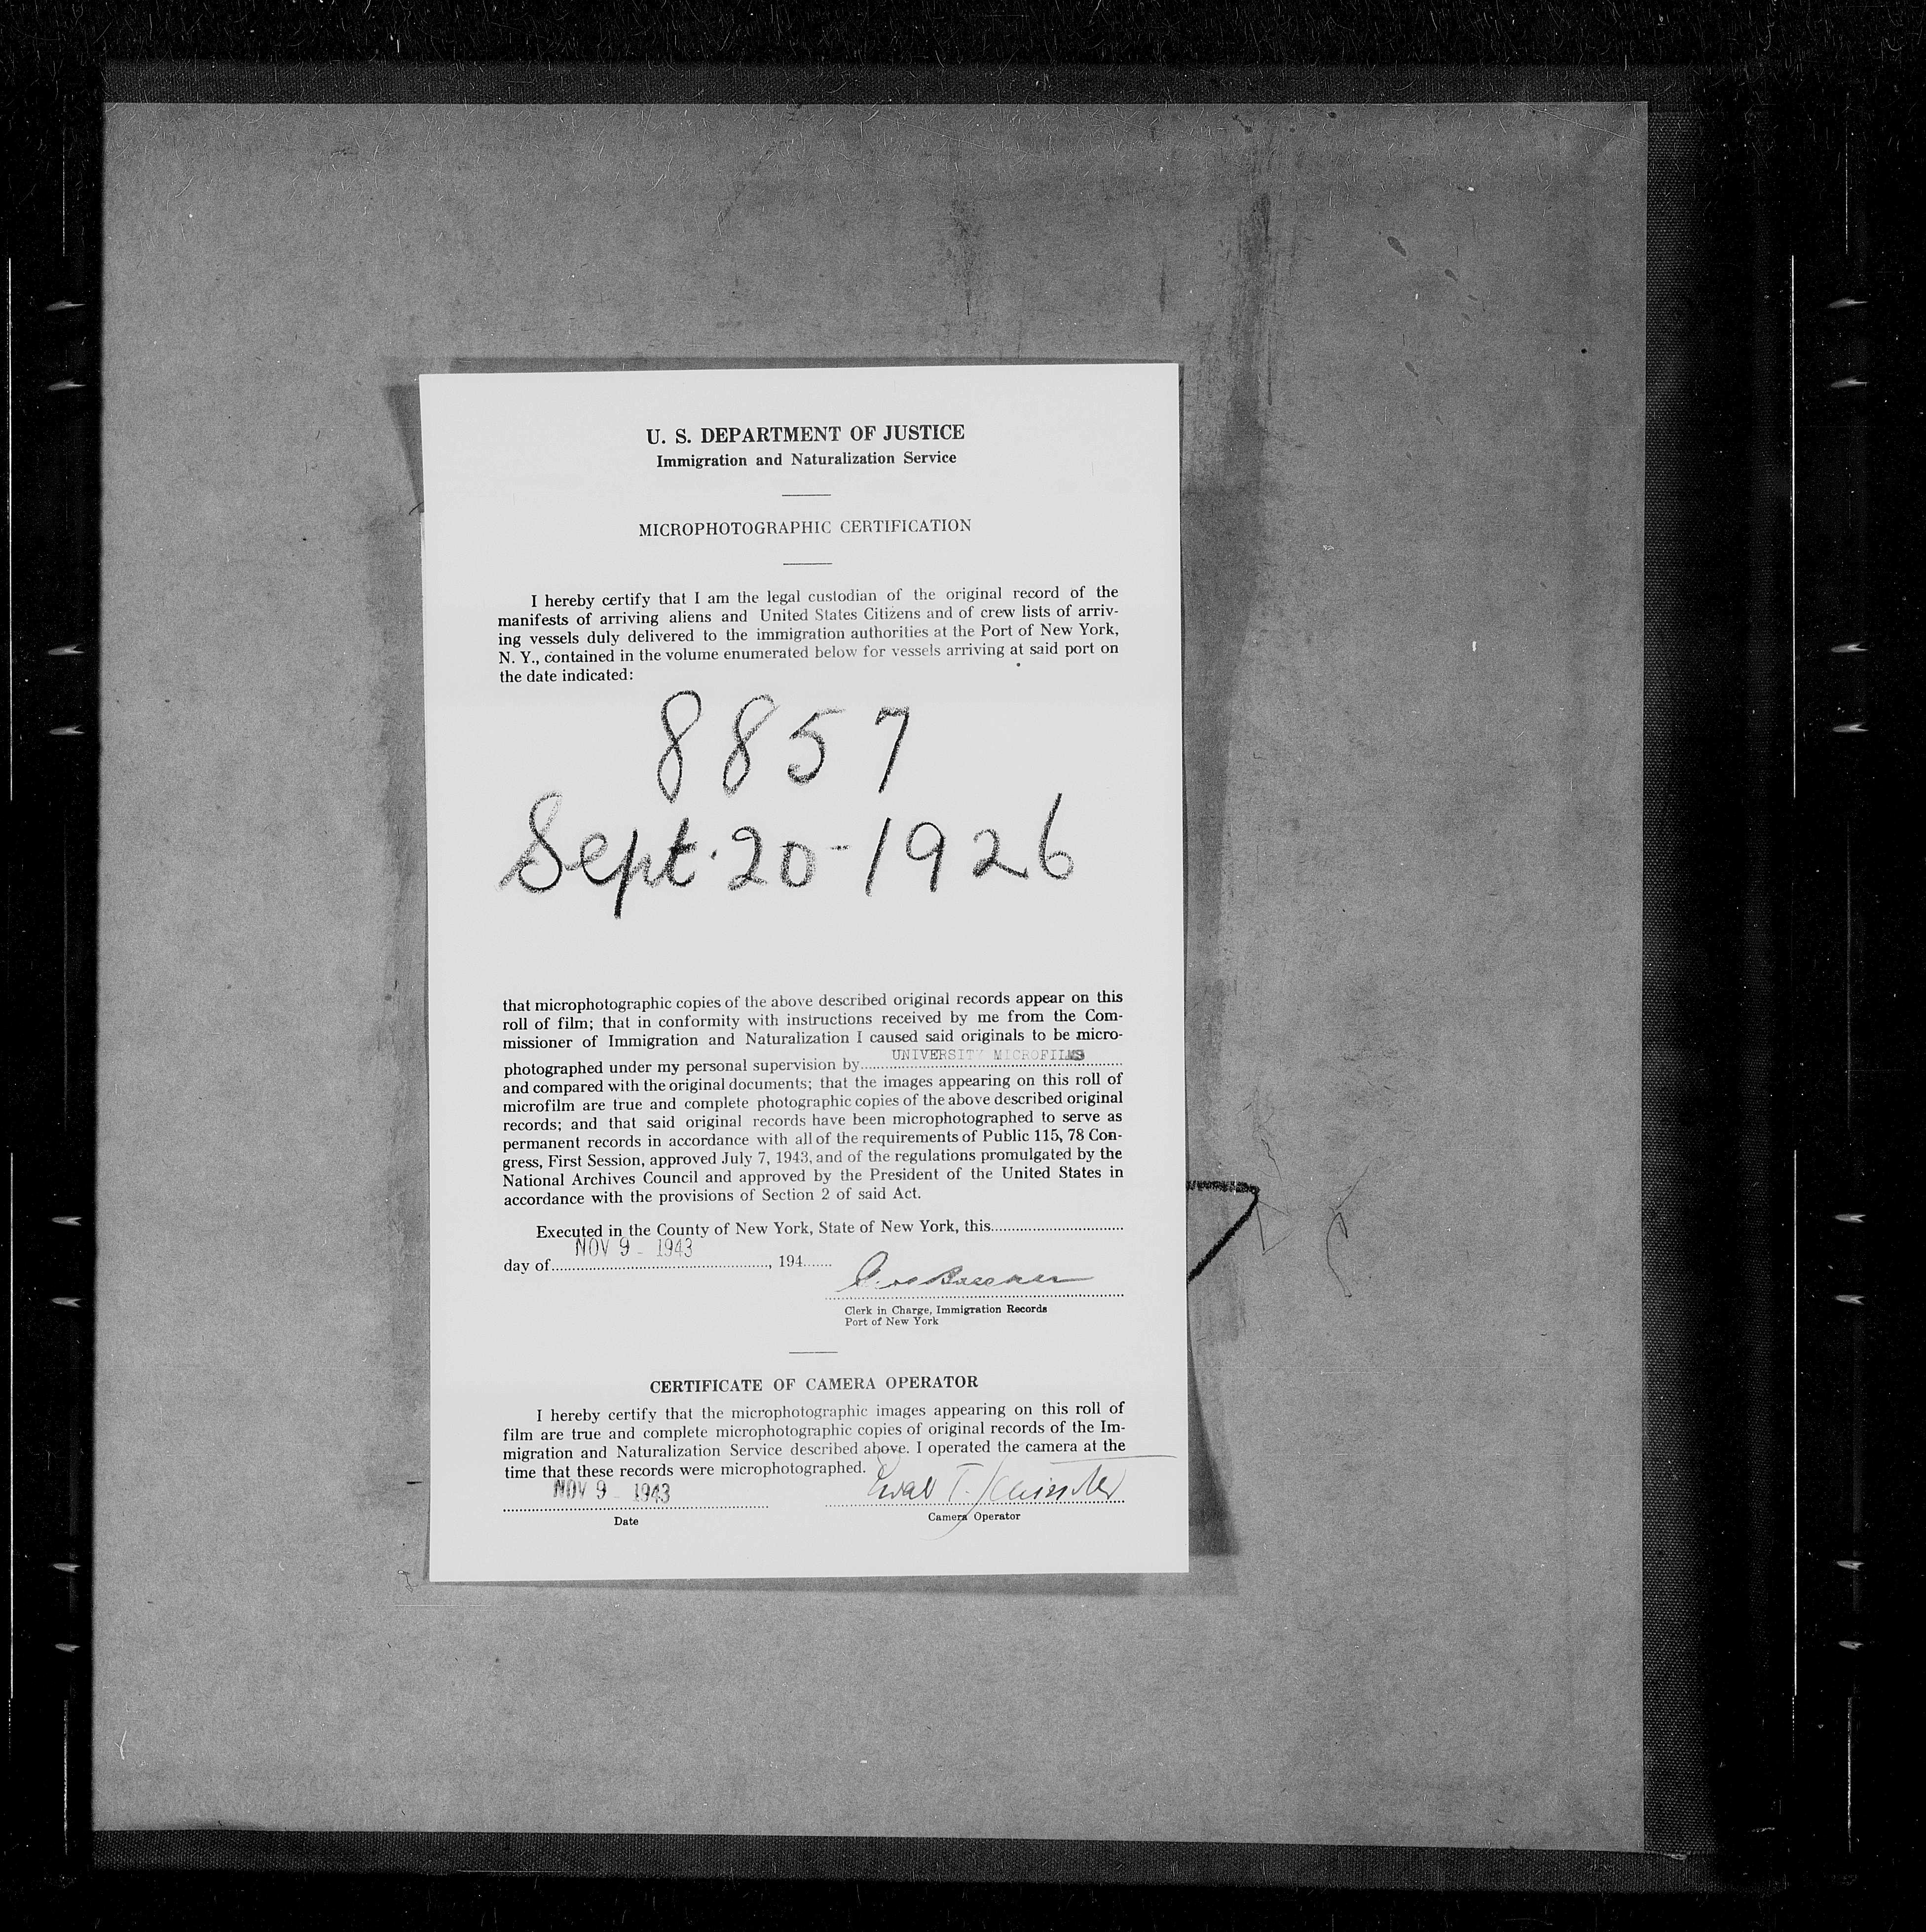 U. S. DEPARTMENT OF JUSTICE
Immigration and Naturalization Service
MICROPHOTOGRAPHIC CERTIFICATION
I hereby certify that I am the legal custodian of the original record of the
manifests of arriving aliens and United States Citizens and of crew lists of arriv-
ing vessels duly delivered to the immigration authorities at the Port of New York,
N. Y., contained in the volume enumerated below for vessels arriving at said port on
the date indicated:
8857
Sept. 20-1926
that microphotographic copies of the above described original records appear on this
roll of film; that in conformity with instructions received by me from the Com-
missioner of Immigration and Naturalization I caused said originals to be micro-
photographed under my personal supervision by UNIVERSITY MICROFILMS
and compared with the original documents; that the images appearing on this roll of
microfilm are true and complete photographic copies of the above described original
records; and that said original records have been microphotographed to serve as
permanent records in accordance with all of the requirements of Public 115, 78 Con-
gress, First Session, approved July 7, 1943, and of the regulations promulgated by the
National Archives Council and approved by the President of the United States in
accordance with the provisions of Section 2 of said Act.
Executed in the County of New York, State of New York, this
day of NOV 9 - 1943, 194
Clerk in Charge, Immigration Records
Port of New York
CERTIFICATE OF CAMERA OPERATOR
I hereby certify that the microphotographic images appearing on this roll of
film are true and complete microphotographic copies of original records of the Im-
migration and Naturalization Service described above. I operated the camera at the
time that these records were microphotographed.
NOV 9 - 1943
Date
Camera Operator